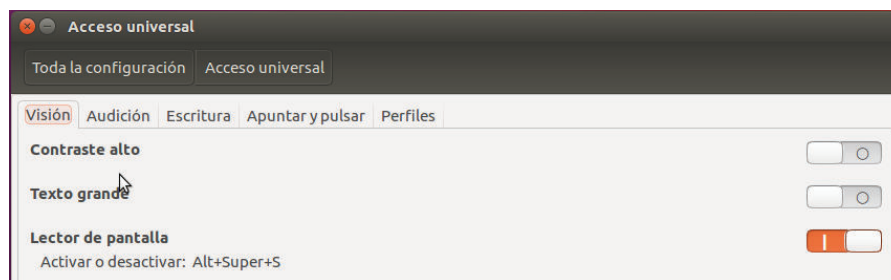 Acceso universal
Toda la configuración Acceso universal
Visión Audición Escritura Apuntar y pulsar Perfiles
Contraste alto
Texto grande
Lector de pantalla
Activar o desactivar: Alt+Super+S